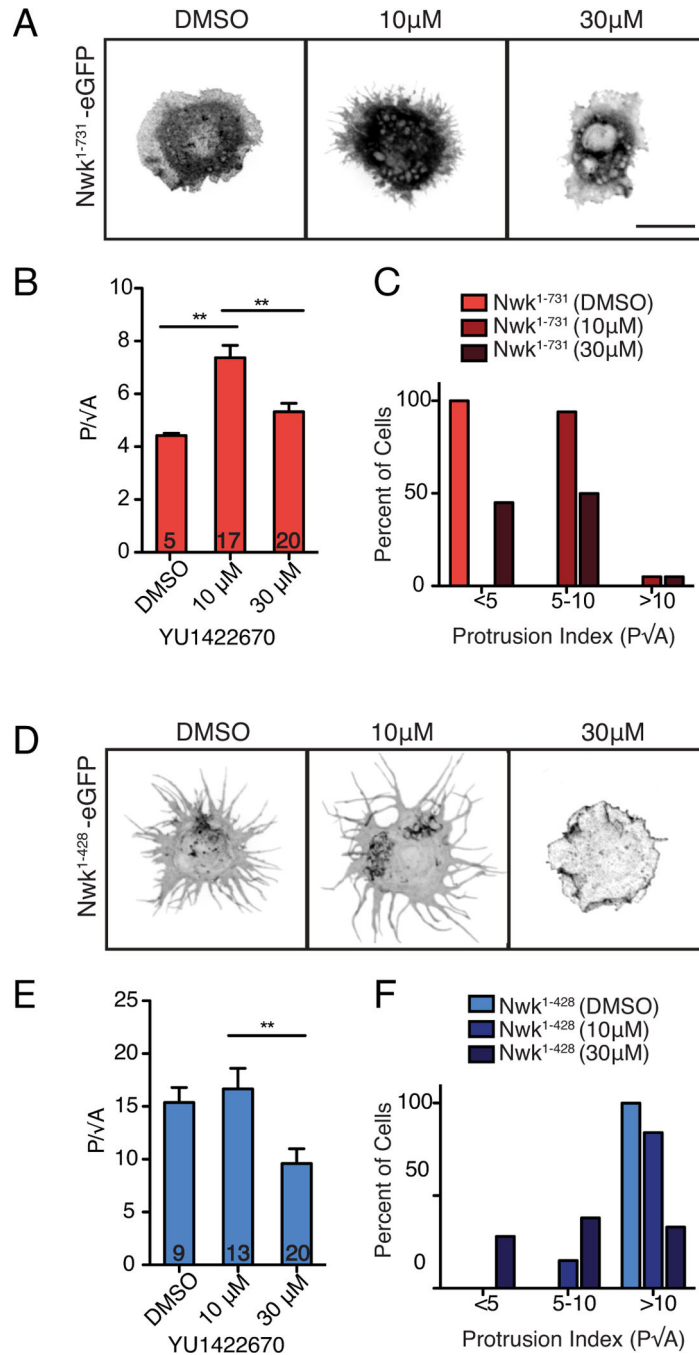 A
DMSO 10µM 30µM
Nwk1-731-eGFP
B
10
8
6
4
2
0
P/√A
**
**
5 17 20
DMSO 10 µM 30 µM
YU1422670
C
Nwk1-731 (DMSO)
Nwk1-731 (10µM)
Nwk1-731 (30µM)
100
50
0
Percent of Cells
<5 5-10 >10
Protrusion Index (P√A)
D
DMSO 10µM 30µM
Nwk1-428-eGFP
E
25
20
15
10
5
0
P/√A
**
9 13 20
DMSO 10 µM 30 µM
YU1422670
F
Nwk1-428 (DMSO)
Nwk1-428 (10µM)
Nwk1-428 (30µM)
100
50
0
Percent of Cells
<5 5-10 >10
Protrusion Index (P√A)